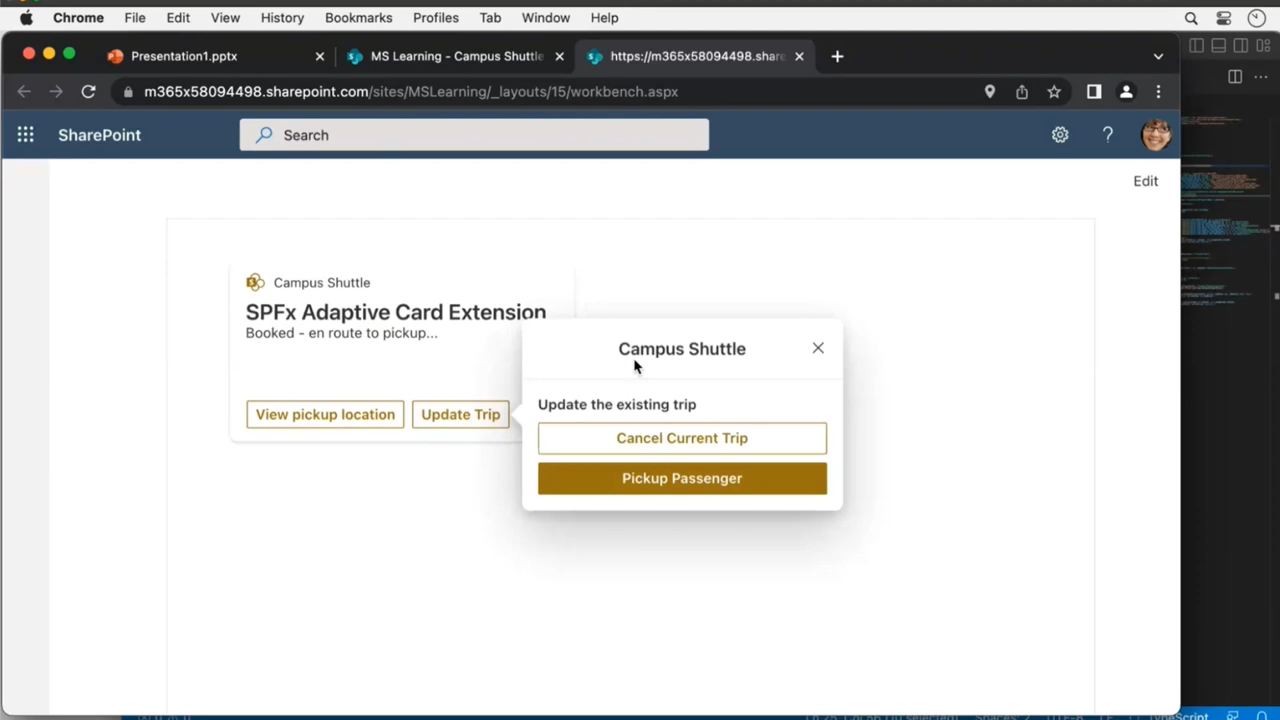 Chrome File Edit View History Bookmarks Profiles Tab Window Help
Presentation1.pptx
MS Learning - Campus Shuttle
https://m365x58094498.share
m365x58094498.sharepoint.com/sites/MSLearning/_layouts/15/workbench.aspx
SharePoint
Search
Edit
Campus Shuttle
SPFx Adaptive Card Extension
Booked - en route to pickup...
View pickup location
Update Trip
Campus Shuttle
Update the existing trip
Cancel Current Trip
Pickup Passenger
TypeScript